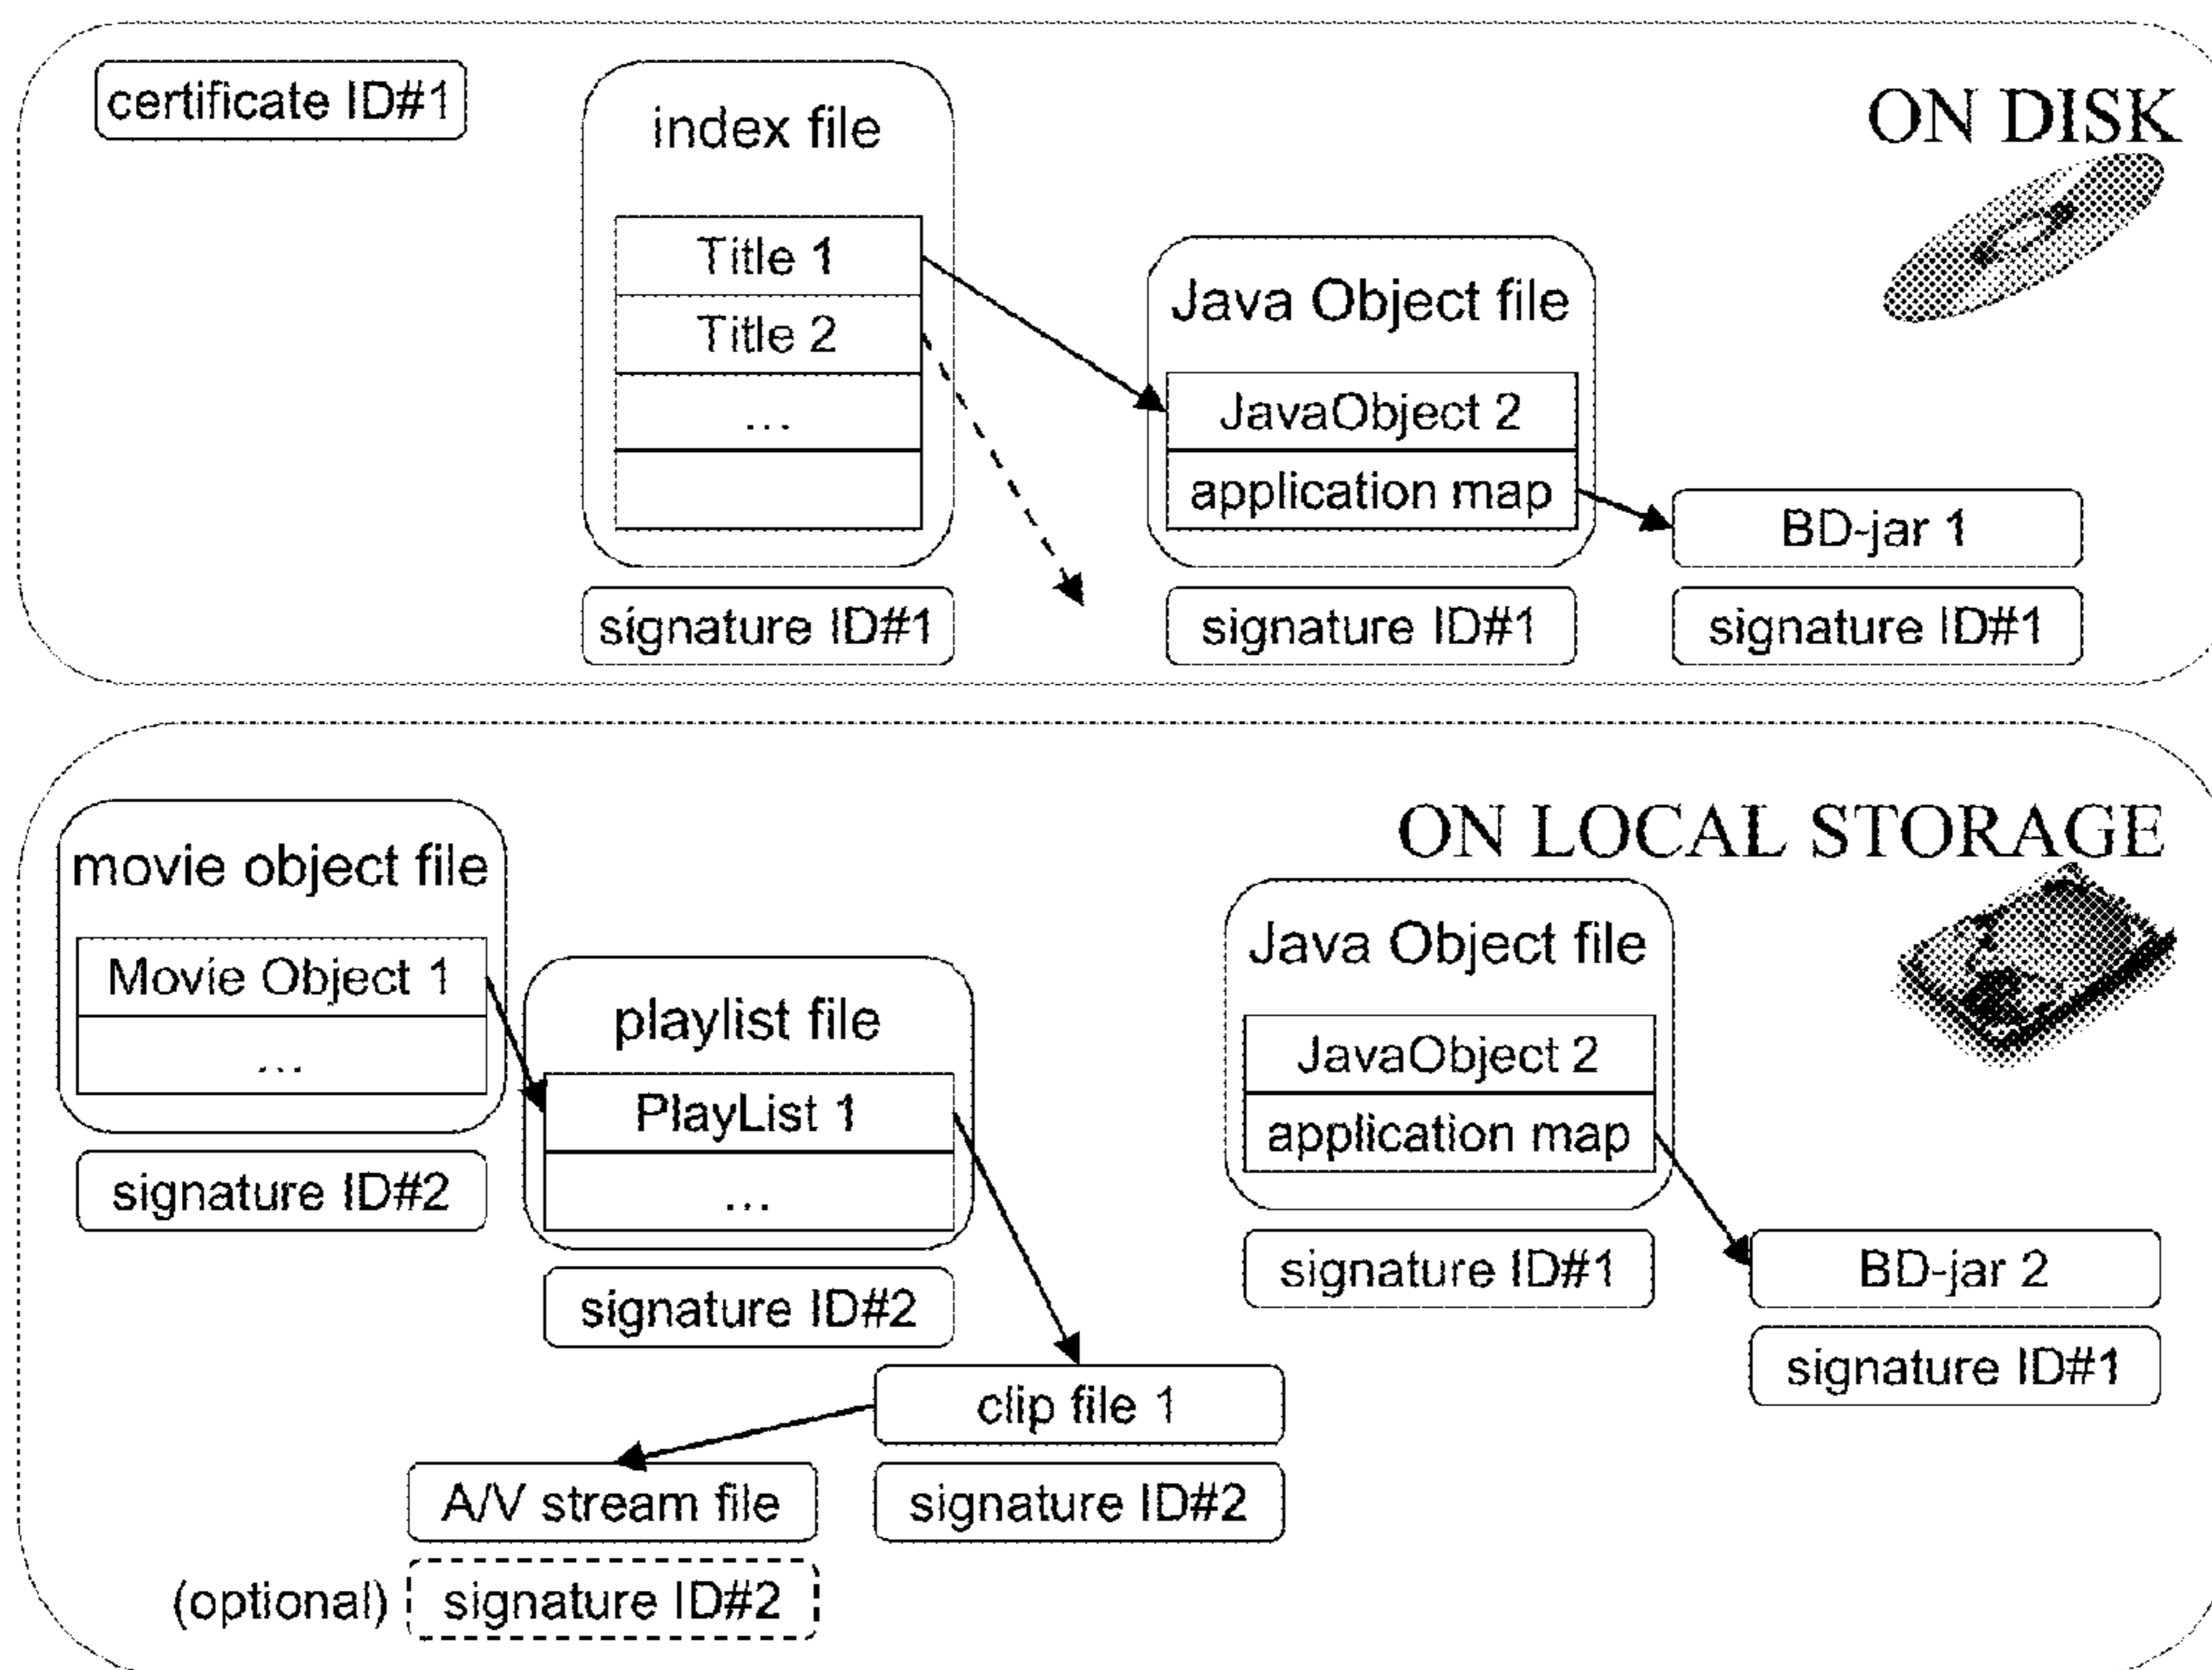 certificate ID#1
index file
Title 1
Title 2
...
signature ID#1
ON DISK
Java Object file
JavaObject 2
application map
signature ID#1
BD-jar 1
signature ID#1
ON LOCAL STORAGE
movie object file
Movie Object 1
...
signature ID#2
playlist file
PlayList 1
...
signature ID#2
clip file 1
signature ID#2
A/V stream file
(optional) signature ID#2
Java Object file
JavaObject 2
application map
signature ID#1
BD-jar 2
signature ID#1